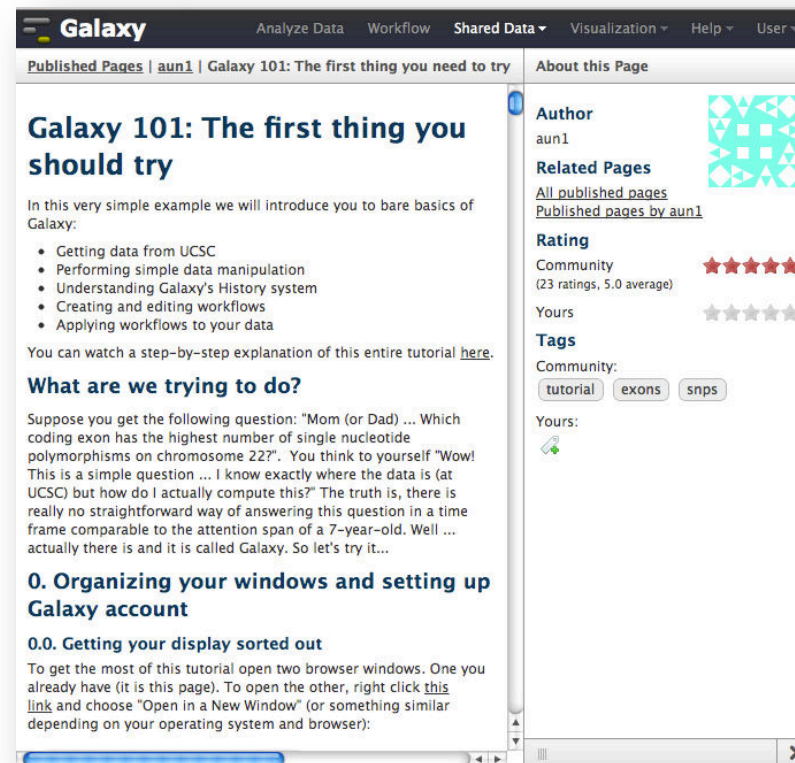 Galaxy Analyze Data Workflow Shared Data Visualization Help User
Published Pages | aun1 | Galaxy 101: The first thing you need to try
Galaxy 101: The first thing you
should try
In this very simple example we will introduce you to bare basics of
Galaxy:
Getting data from UCSC
Performing simple data manipulation
Understanding Galaxy's History system
Creating and editing workflows
Applying workflows to your data
You can watch a step-by-step explanation of this entire tutorial here.
What are we trying to do?
Suppose you get the following question: "Mom (or Dad) ... Which
coding exon has the highest number of single nucleotide
polymorphisms on chromosome 22?". You think to yourself "Wow!
This is a simple question ... I know exactly where the data is (at
UCSC) but how do I actually compute this?" The truth is, there is
really no straightforward way of answering this question in a time
frame comparable to the attention span of a 7-year-old. Well ...
actually there is and it is called Galaxy. So let's try it...
0. Organizing your windows and setting up
Galaxy account
0.0. Getting your display sorted out
To get the most of this tutorial open two browser windows. One you
already have (it is this page). To open the other, right click this
link and choose "Open in a New Window" (or something similar
depending on your operating system and browser):
About this Page
Author
aun1
Related Pages
All published pages
Published pages by aun1
Rating
Community
(23 ratings, 5.0 average)
Yours
Tags
Community:
tutorial exons snps
Yours: